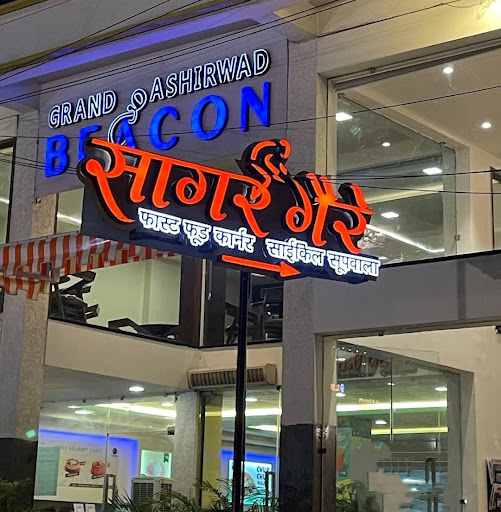 GRAND ASHIRWAD
BEACON
सागर गैरे
फास्ट फूड कार्नर साईकिल सूपवाला